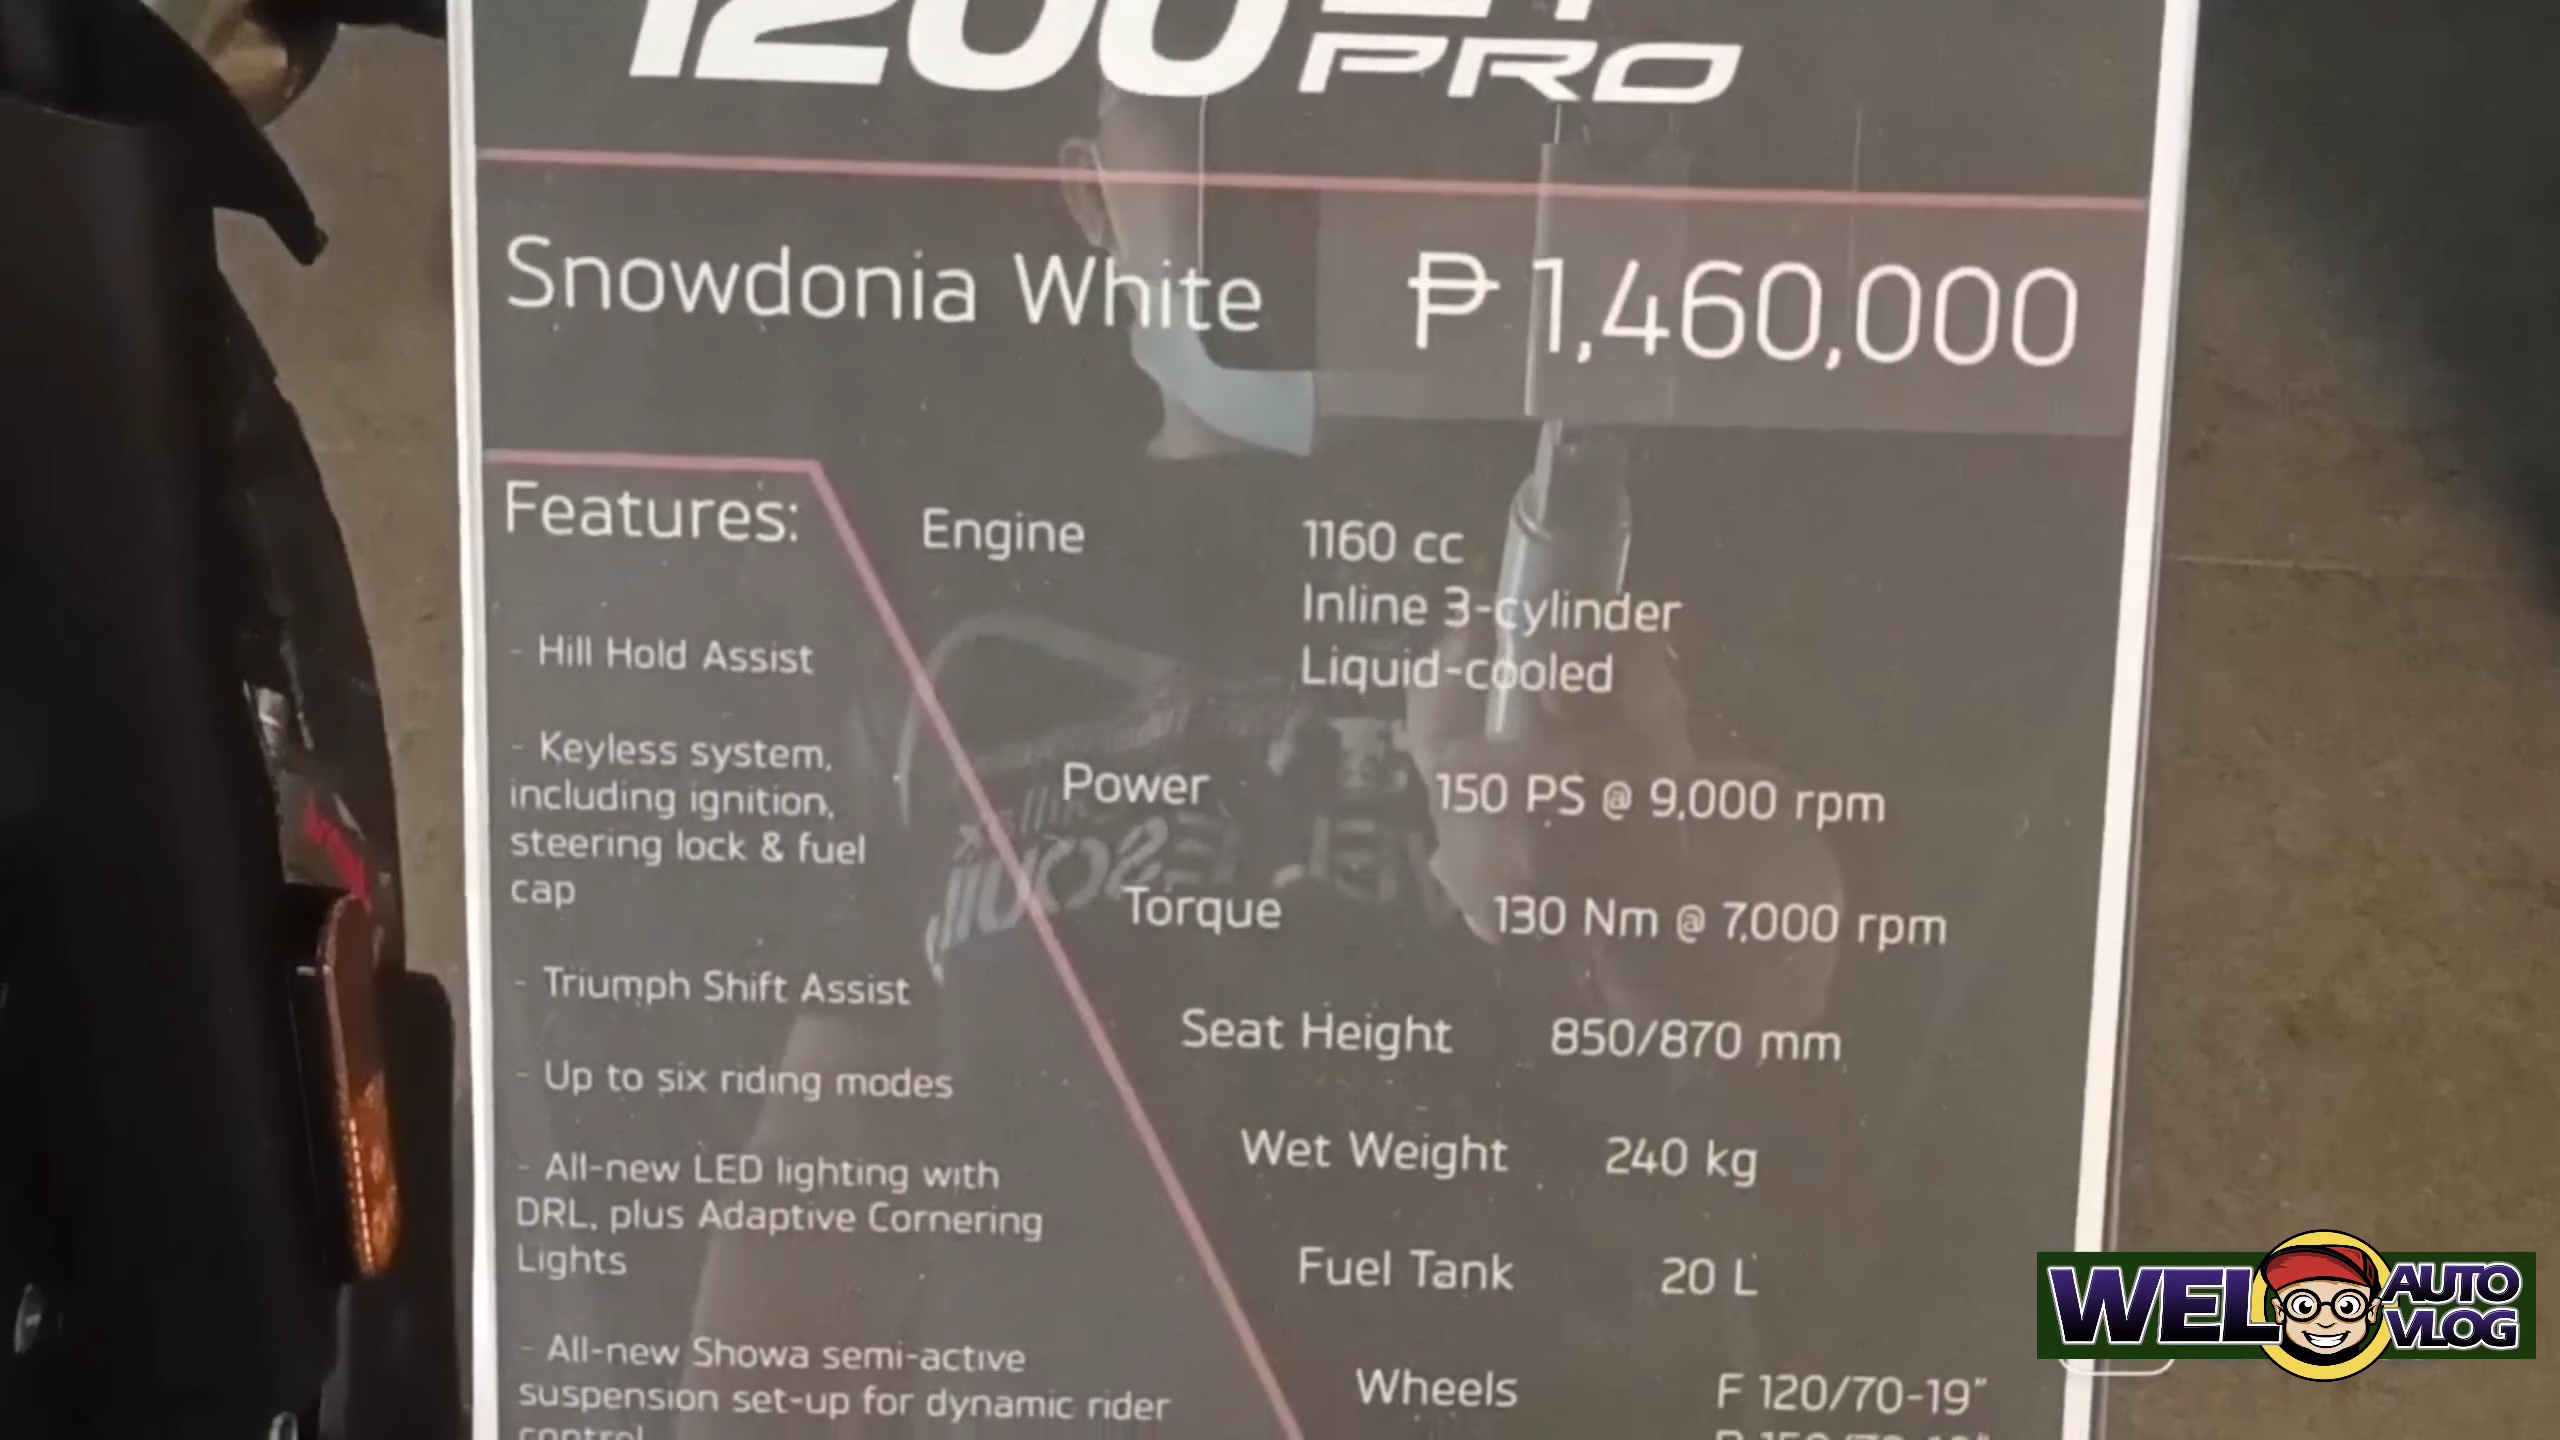 1200 GT
PRO
Snowdonia White
₱ 1,460,000
Features:
- Hill Hold Assist
- Keyless system,
including ignition,
steering lock & fuel
cap
- Triumph Shift Assist
- Up to six riding modes
- All-new LED lighting with
DRL, plus Adaptive Cornering
Lights
- All-new Showa semi-active
suspension set-up for dynamic rider
control
Engine
1160 cc
Inline 3-cylinder
Liquid-cooled
Power
150 PS @ 9,000 rpm
Torque
130 Nm @ 7,000 rpm
Seat Height
850/870 mm
Wet Weight
240 kg
Fuel Tank
20 L
Wheels
F 120/70-19"
WEL
AUTO
VLOG